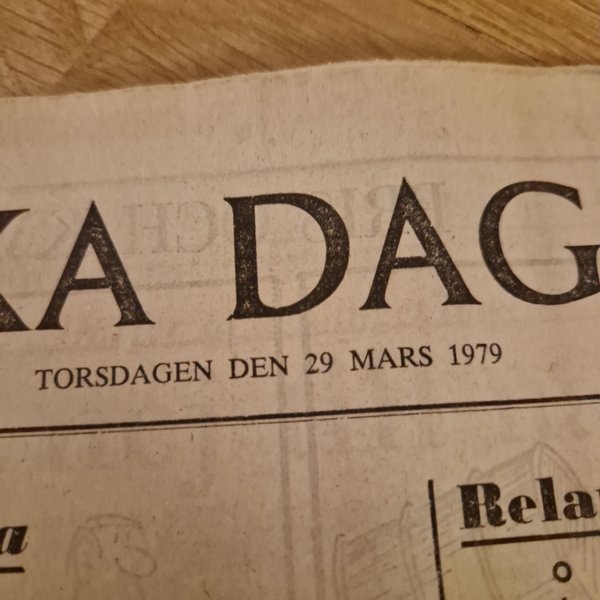 KA DAG
TORSDAGEN DEN 29 MARS 1979
a
Rela